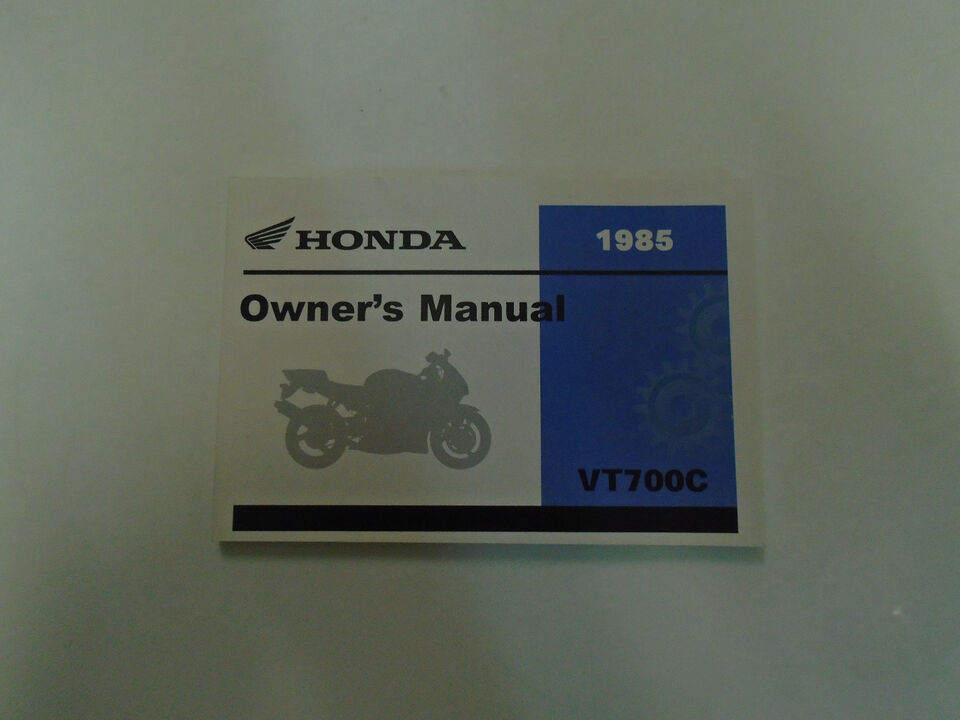 HONDA
1985
Owner's Manual
VT700C